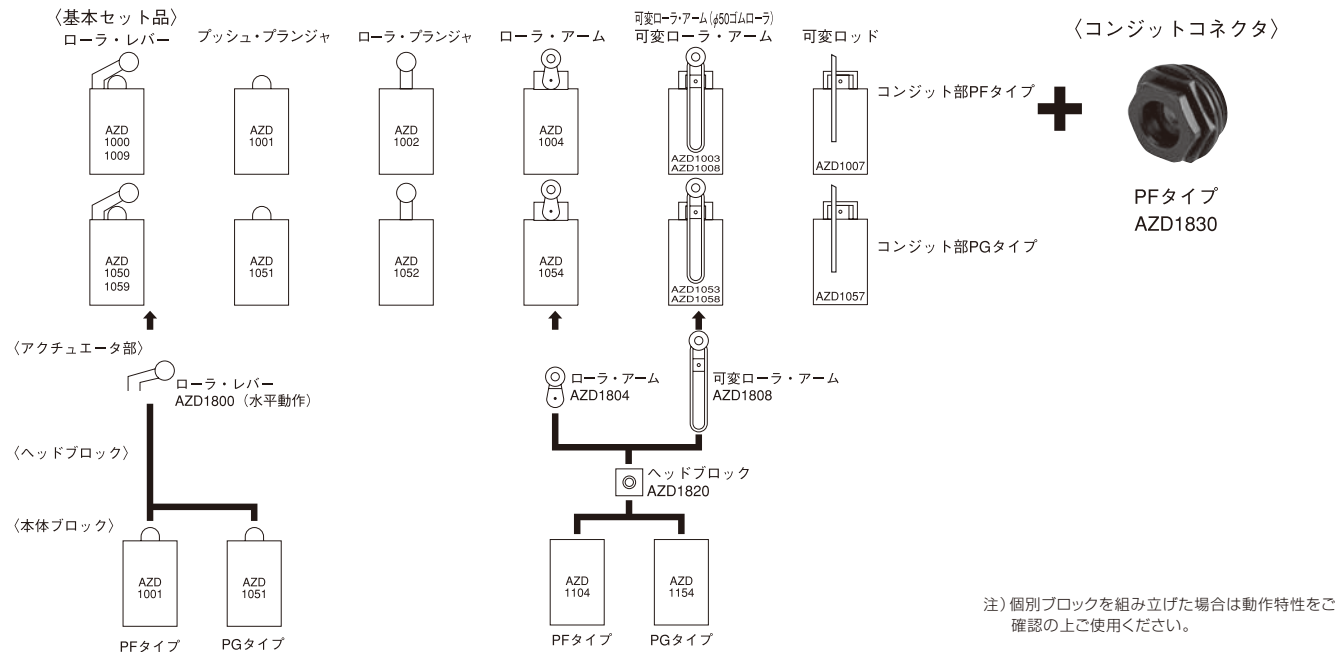 〈基本セット品〉
ローラ・レバー
プッシュ・プランジャ
ローラ・プランジャ
ローラ・アーム
可変ローラ・アーム(φ50ゴムローラ)
可変ローラ・アーム
可変ロッド
〈コンジットコネクタ〉
AZD
1000
1009
AZD
1001
AZD
1002
AZD
1004
AZD1003
AZD1008
AZD1007
コンジット部PFタイプ
PFタイプ
AZD1830
AZD
1050
1059
AZD
1051
AZD
1052
AZD
1054
AZD1053
AZD1058
AZD1057
コンジット部PGタイプ
〈アクチュエータ部〉
ローラ・レバー
AZD1800(水平動作)
ローラ・アーム
AZD1804
可変ローラ・アーム
AZD1808
〈ヘッドブロック〉
ヘッドブロック
AZD1820
〈本体ブロック〉
AZD
1001
PFタイプ
AZD
1051
PGタイプ
AZD
1104
PFタイプ
AZD
1154
PGタイプ
注)個別ブロックを組み立げた場合は動作特性をご
確認の上ご使用ください。